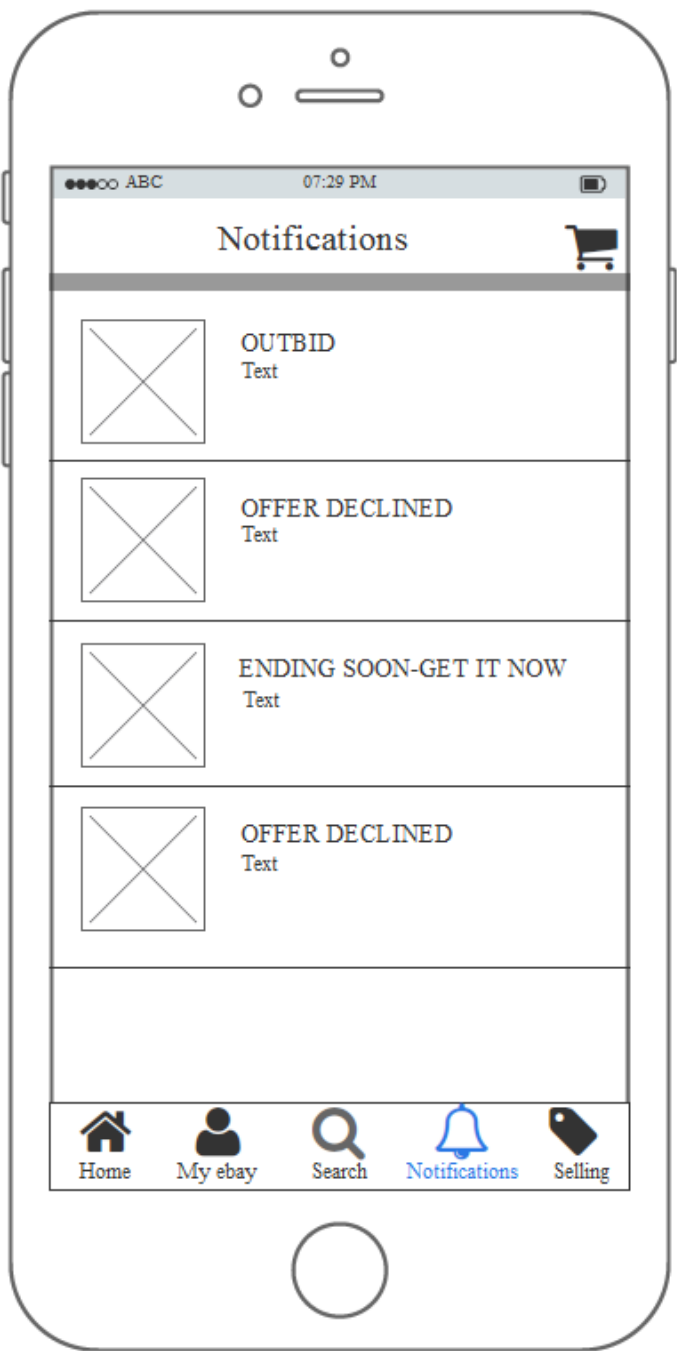 ABC 07:29 PM
Notifications
OUTBID
Text
OFFER DECLINED
Text
ENDING SOON-GET IT NOW
Text
OFFER DECLINED
Text
Home My ebay Search Notifications Selling